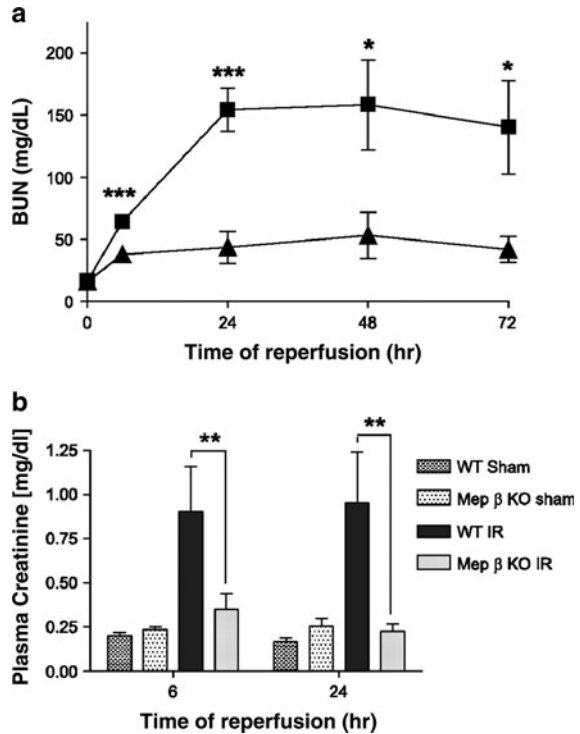 a
BUN (mg/dL)
200
150
100
50
0
***
***
*
*
0 24 48 72
Time of reperfusion (hr)
b
Plasma Creatinine [mg/dl]
1.25
1.00
0.75
0.50
0.25
0.00
**
**
WT Sham
Mep β KO sham
WT IR
Mep β KO IR
6 24
Time of reperfusion (hr)